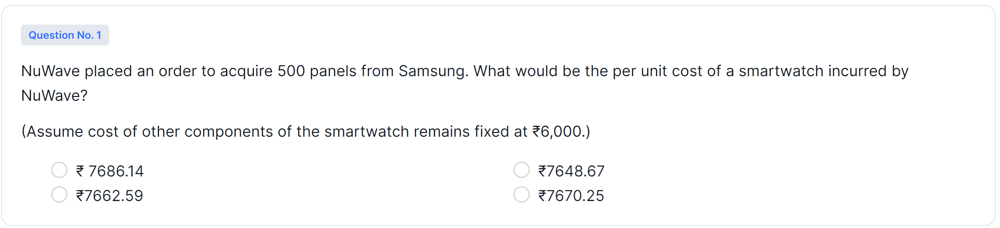 Question No. 1
NuWave placed an order to acquire 500 panels from Samsung. What would be the per unit cost of a smartwatch incurred by
NuWave?
(Assume cost of other components of the smartwatch remains fixed at ₹6,000.)
₹ 7686.14
₹7648.67
₹7662.59
₹7670.25